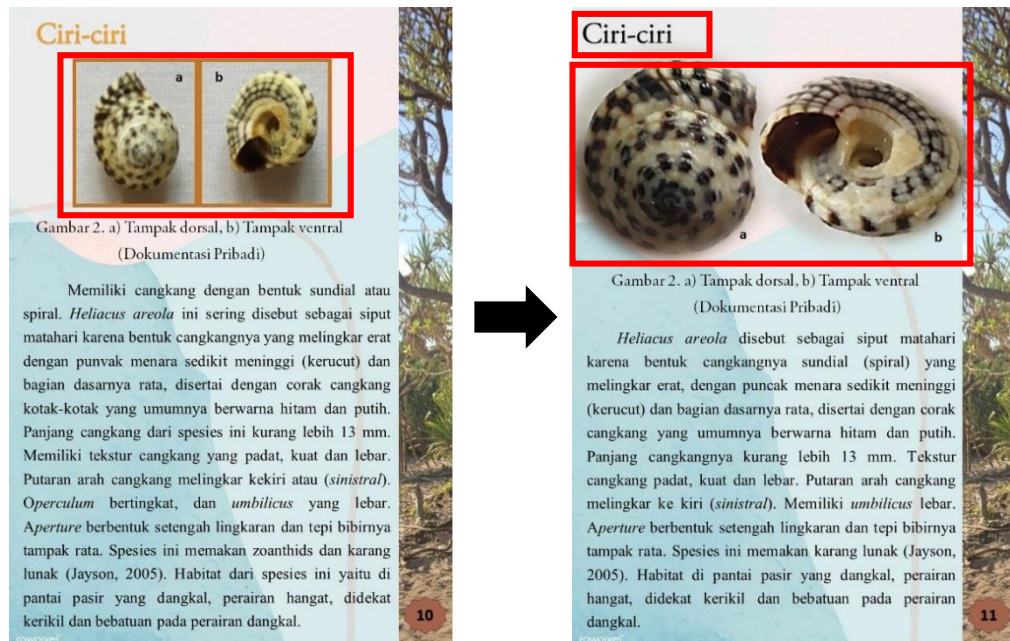 Ciri-ciri
a
b
Gambar 2. a) Tampak dorsal, b) Tampak ventral
(Dokumentasi Pribadi)
Memiliki cangkang dengan bentuk sundial atau
spiral. Heliacus areola ini sering disebut sebagai siput
matahari karena bentuk cangkangnya yang melingkar erat
dengan punvak menara sedikit meninggi (kerucut) dan
bagian dasarnya rata, disertai dengan corak cangkang
kotak-kotak yang umumnya berwarna hitam dan putih.
Panjang cangkang dari spesies ini kurang lebih 13 mm.
Memiliki tekstur cangkang yang padat, kuat dan lebar.
Putaran arah cangkang melingkar kekiri atau (sinistral).
Operculum bertingkat, dan umbilicus yang lebar.
Aperture berbentuk setengah lingkaran dan tepi bibirnya
tampak rata. Spesies ini memakan zoanthids dan karang
lunak (Jayson, 2005). Habitat dari spesies ini yaitu di
pantai pasir yang dangkal, perairan hangat, didekat
kerikil dan bebatuan pada perairan dangkal.
10
rawpixel
Ciri-ciri
a
b
Gambar 2. a) Tampak dorsal, b) Tampak ventral
(Dokumentasi Pribadi)
Heliacus areola disebut sebagai siput matahari
karena bentuk cangkangnya sundial (spiral) yang
melingkar erat, dengan puncak menara sedikit meninggi
(kerucut) dan bagian dasarnya rata, disertai dengan corak
cangkang yang umumnya berwarna hitam dan putih.
Panjang cangkangnya kurang lebih 13 mm. Tekstur
cangkang padat, kuat dan lebar. Putaran arah cangkang
melingkar ke kiri (sinistral). Memiliki umbilicus lebar.
Aperture berbentuk setengah lingkaran dan tepi bibirnya
tampak rata. Spesies ini memakan karang lunak (Jayson,
2005). Habitat di pantai pasir yang dangkal, perairan
hangat, didekat kerikil dan bebatuan pada perairan
dangkal.
11
rawpixel